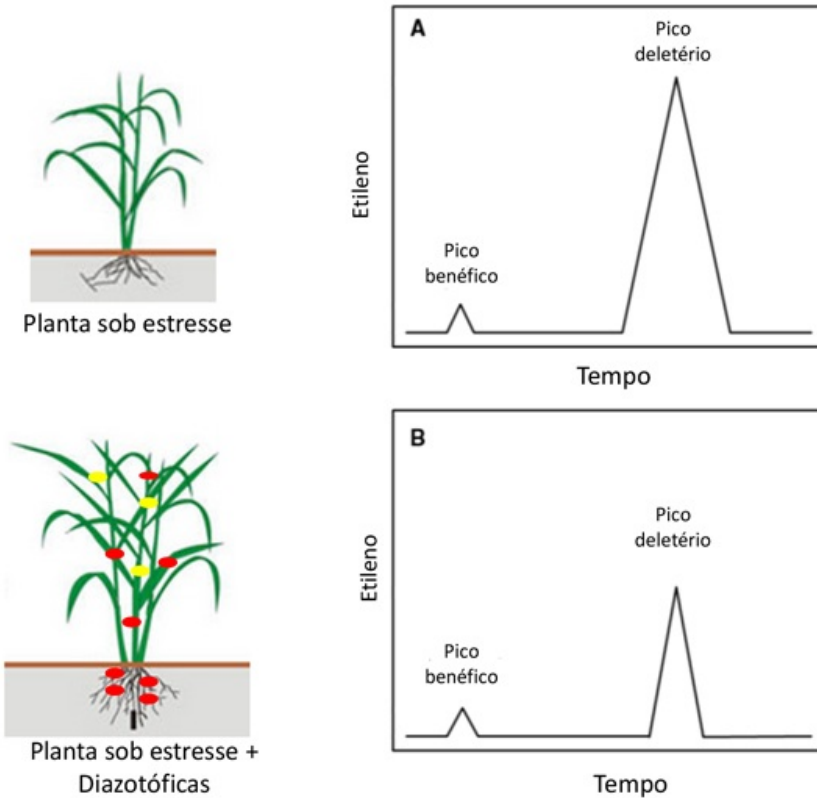 A
Pico
deletério
Etileno
Pico
benéfico
Planta sob estresse
Tempo
B
Pico
deletério
Etileno
Pico
benéfico
Planta sob estresse +
Diazotóficas
Tempo